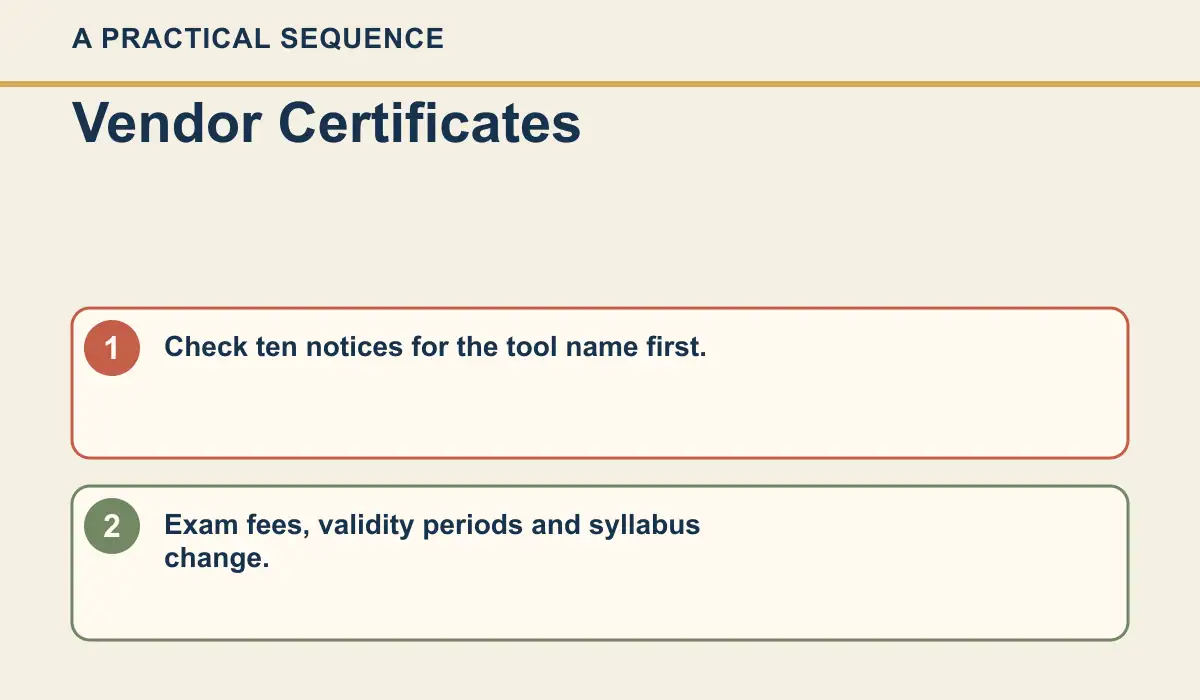 A PRACTICAL SEQUENCE
Vendor Certificates
1
Check ten notices for the tool name first.
2
Exam fees, validity periods and syllabus
change.